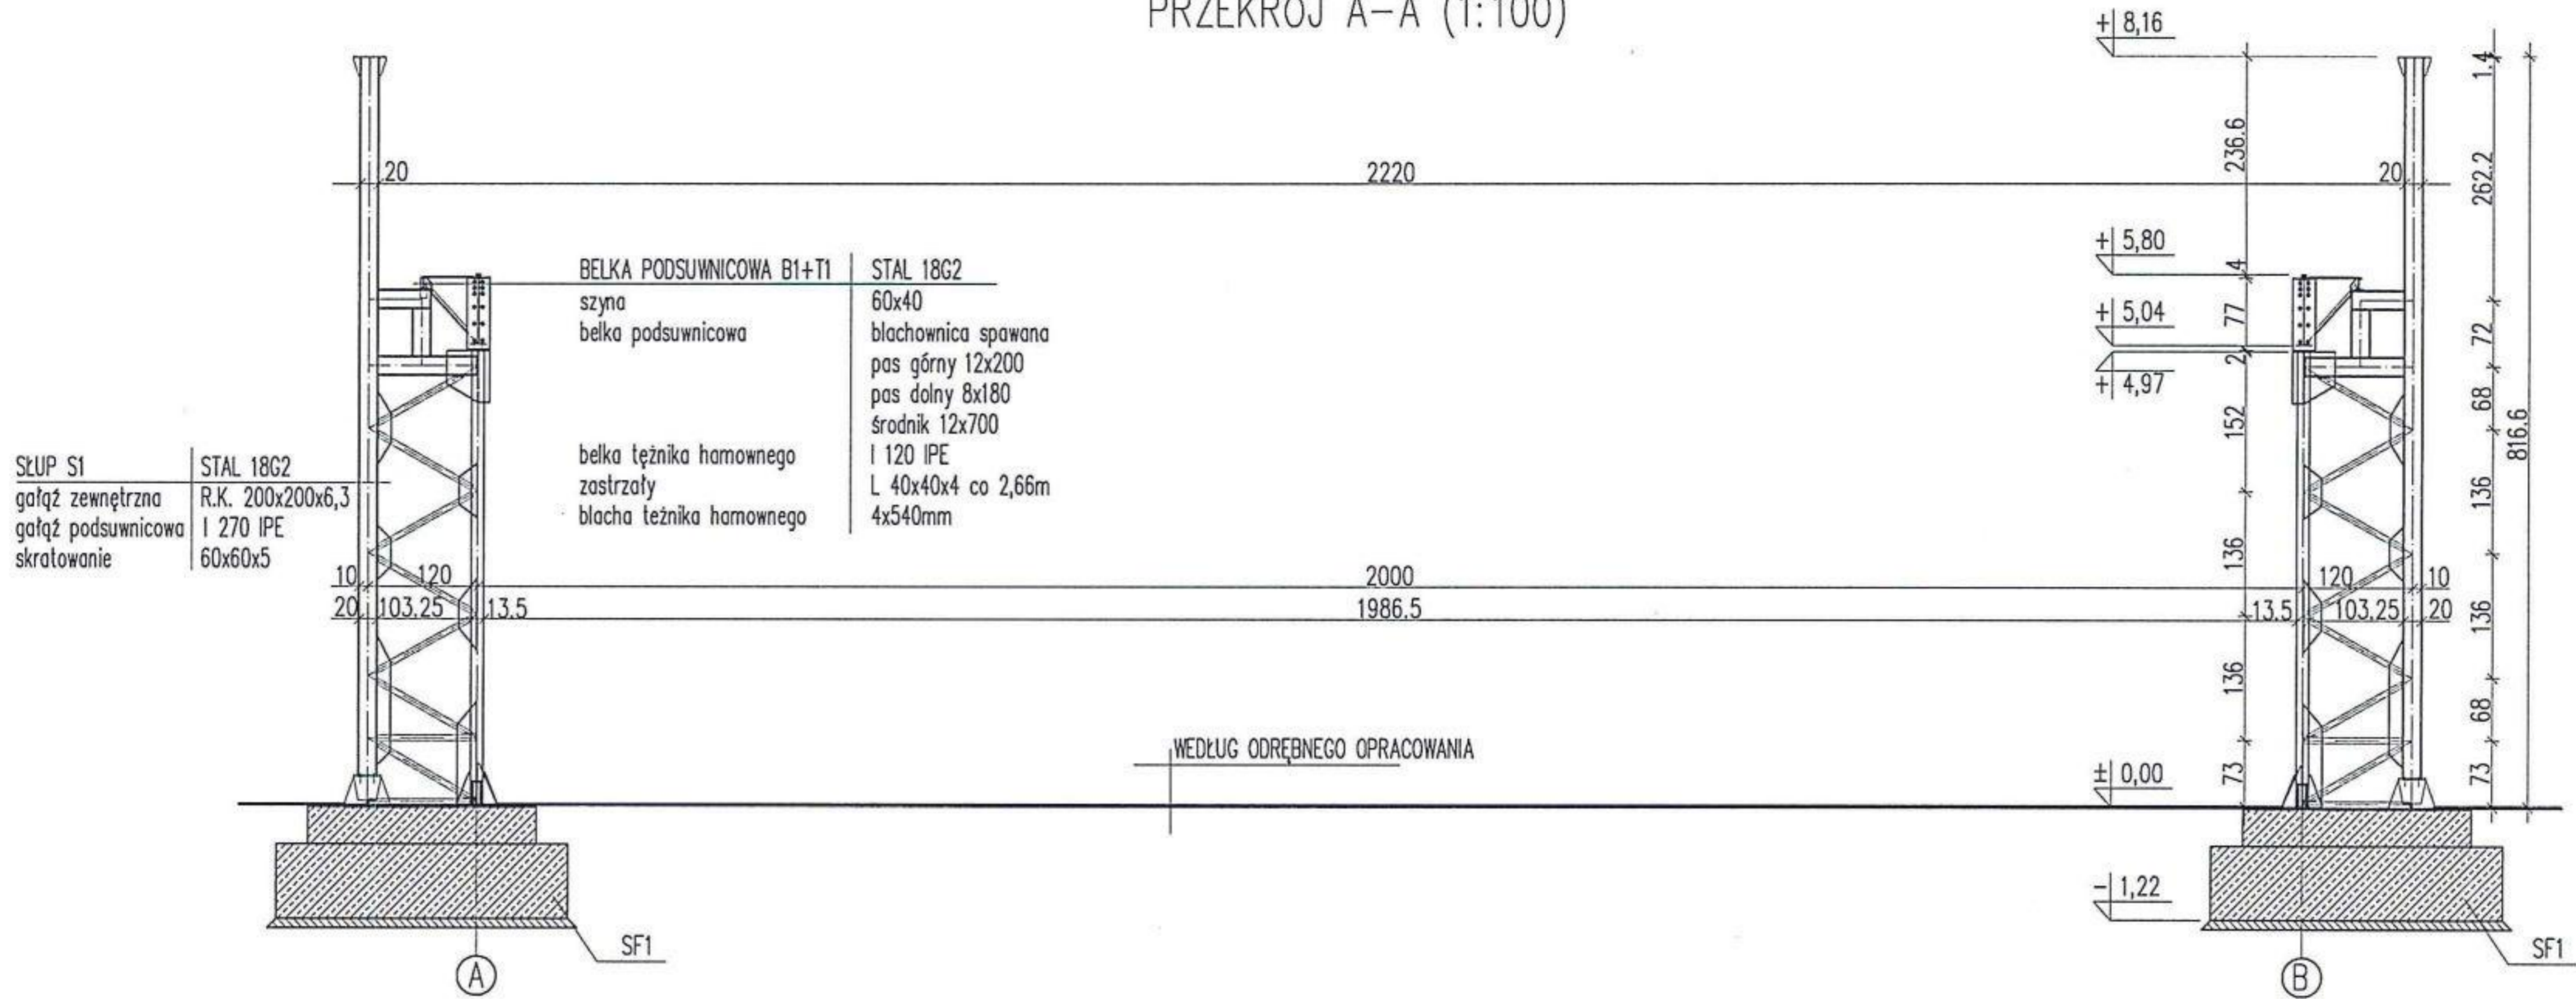 PRZEKRÓJ A-A (1:100)
+ 8,16
1.4
236.6
262.2
20
2220
20
+ 5,80
4
BELKA PODSUWNICOWA B1+T1 STAL 18G2
szyna 60x40
belka podsuwnicowa blachownica spawana
pas górny 12x200
pas dolny 8x180
środnik 12x700
belka tężnika hamownego I 120 IPE
zastrzały L 40x40x4 co 2,66m
blacha teżnika hamownego 4x540mm
+ 5,04
77
72
2
+ 4,97
68
152
816.6
SŁUP S1 STAL 18G2
gałąź zewnętrzna R.K. 200x200x6,3
gałąź podsuwnicowa I 270 IPE
skratowanie 60x60x5
136
136
10 120 2000 120 10
20 103.25 13.5 1986.5 13.5 103.25 20
136
136
68
WEDŁUG ODRĘBNEGO OPRACOWANIA
± 0,00
73
73
- 1,22
SF1
SF1
A
B